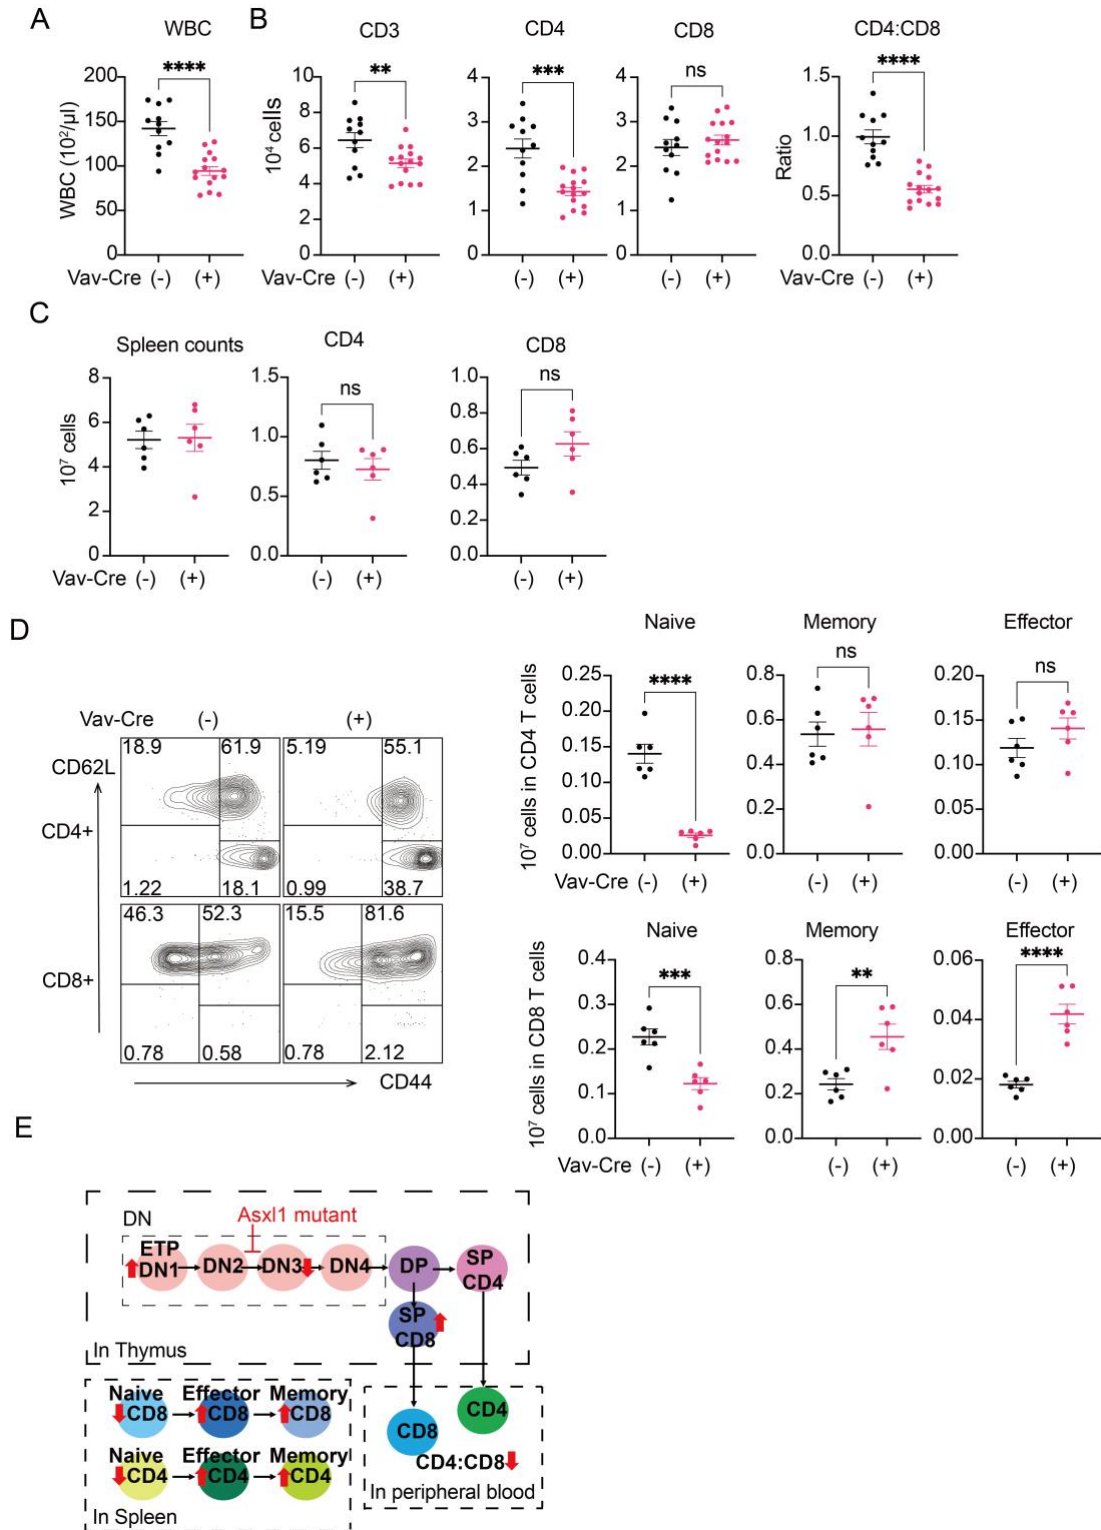 A
B
WBC
CD3
CD4
CD8
CD4:CD8
****
**
***
ns
****
WBC (10²/µl)
200
150
100
50
0
10⁴ cells
10
8
6
4
2
0
4
3
2
1
0
4
3
2
1
0
Ratio
1.5
1.0
0.5
0.0
Vav-Cre (-) (+)
Vav-Cre (-) (+)
(-) (+)
(-) (+)
Vav-Cre (-) (+)
C
Spleen counts
CD4
CD8
ns
ns
10⁷ cells
8
6
4
2
0
1.5
1.0
0.5
0.0
1.0
0.8
0.6
0.4
0.2
0.0
Vav-Cre (-) (+)
(-) (+)
(-) (+)
D
Vav-Cre (-) (+)
CD62L
CD4+
CD8+
18.9 61.9 5.19 55.1
1.22 18.1 0.99 38.7
46.3 52.3 15.5 81.6
0.78 0.58 0.78 2.12
CD44
Naive
Memory
Effector
****
ns
ns
10⁷ cells in CD4 T cells
0.25
0.20
0.15
0.10
0.05
0.00
0.8
0.6
0.4
0.2
0.0
0.20
0.15
0.10
0.05
0.00
Vav-Cre (-) (+)
(-) (+)
(-) (+)
Naive
Memory
Effector
***
**
****
10⁷ cells in CD8 T cells
0.4
0.3
0.2
0.1
0.0
0.8
0.6
0.4
0.2
0.0
0.06
0.04
0.02
0.00
Vav-Cre (-) (+)
(-) (+)
(-) (+)
E
DN
Asxl1 mutant
ETP
DN1
DN2
DN3
DN4
DP
SP
CD4
SP
CD8
In Thymus
Naive
CD8
Effector
CD8
Memory
CD8
Naive
CD4
Effector
CD4
Memory
CD4
In Spleen
CD8
CD4
CD4:CD8
In peripheral blood